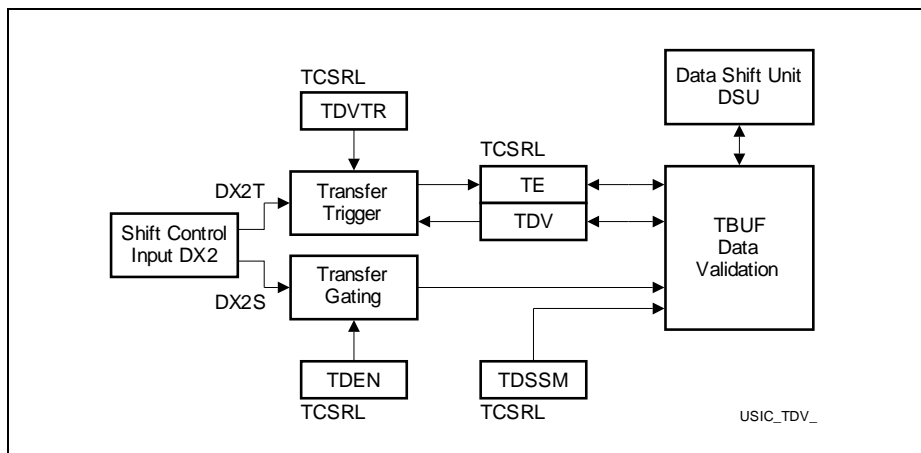 TCSRL
TDVTR
Data Shift Unit
DSU
TCSRL
DX2T
Transfer
Trigger
TE
TDV
Shift Control
Input DX2
TBUF
Data
Validation
Transfer
Gating
DX2S
TDEN
TDSSM
TCSRL
TCSRL
USIC_TDV_